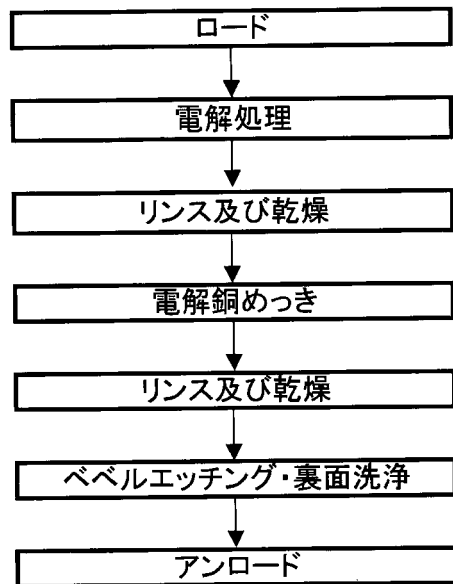 ロード
電解処理
リンス及び乾燥
電解銅めっき
リンス及び乾燥
ベベルエッチング・裏面洗浄
アンロード